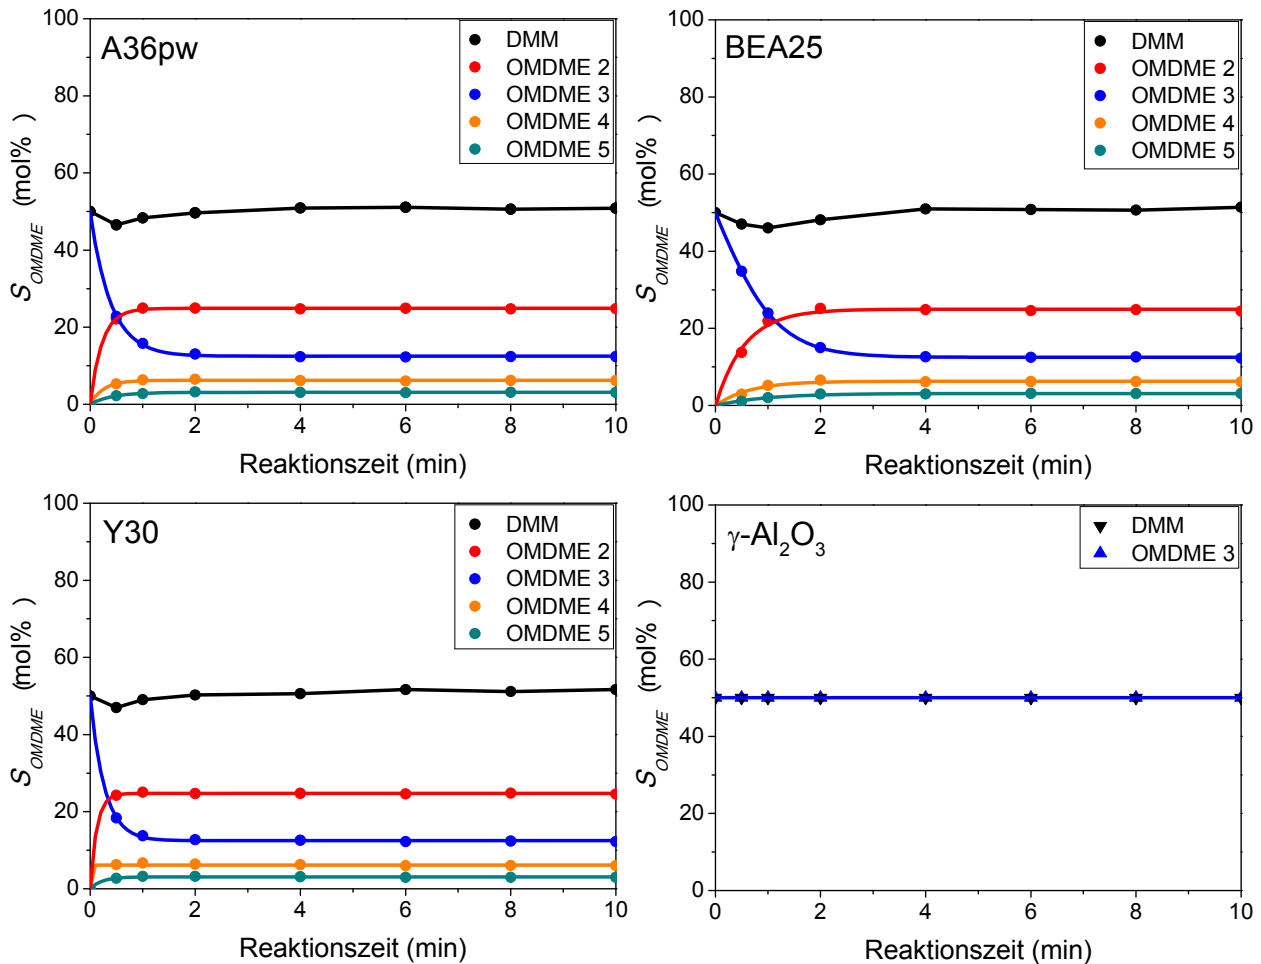 A36pw
DMM
OMDME 2
OMDME 3
OMDME 4
OMDME 5
100
80
60
40
20
0
S_OMDME (mol% )
0 2 4 6 8 10
Reaktionszeit (min)
BEA25
DMM
OMDME 2
OMDME 3
OMDME 4
OMDME 5
100
80
60
40
20
0
S_OMDME (mol% )
0 2 4 6 8 10
Reaktionszeit (min)
Y30
DMM
OMDME 2
OMDME 3
OMDME 4
OMDME 5
100
80
60
40
20
0
S_OMDME (mol% )
0 2 4 6 8 10
Reaktionszeit (min)
γ-Al₂O₃
DMM
OMDME 3
100
80
60
40
20
0
S_OMDME (mol% )
0 2 4 6 8 10
Reaktionszeit (min)